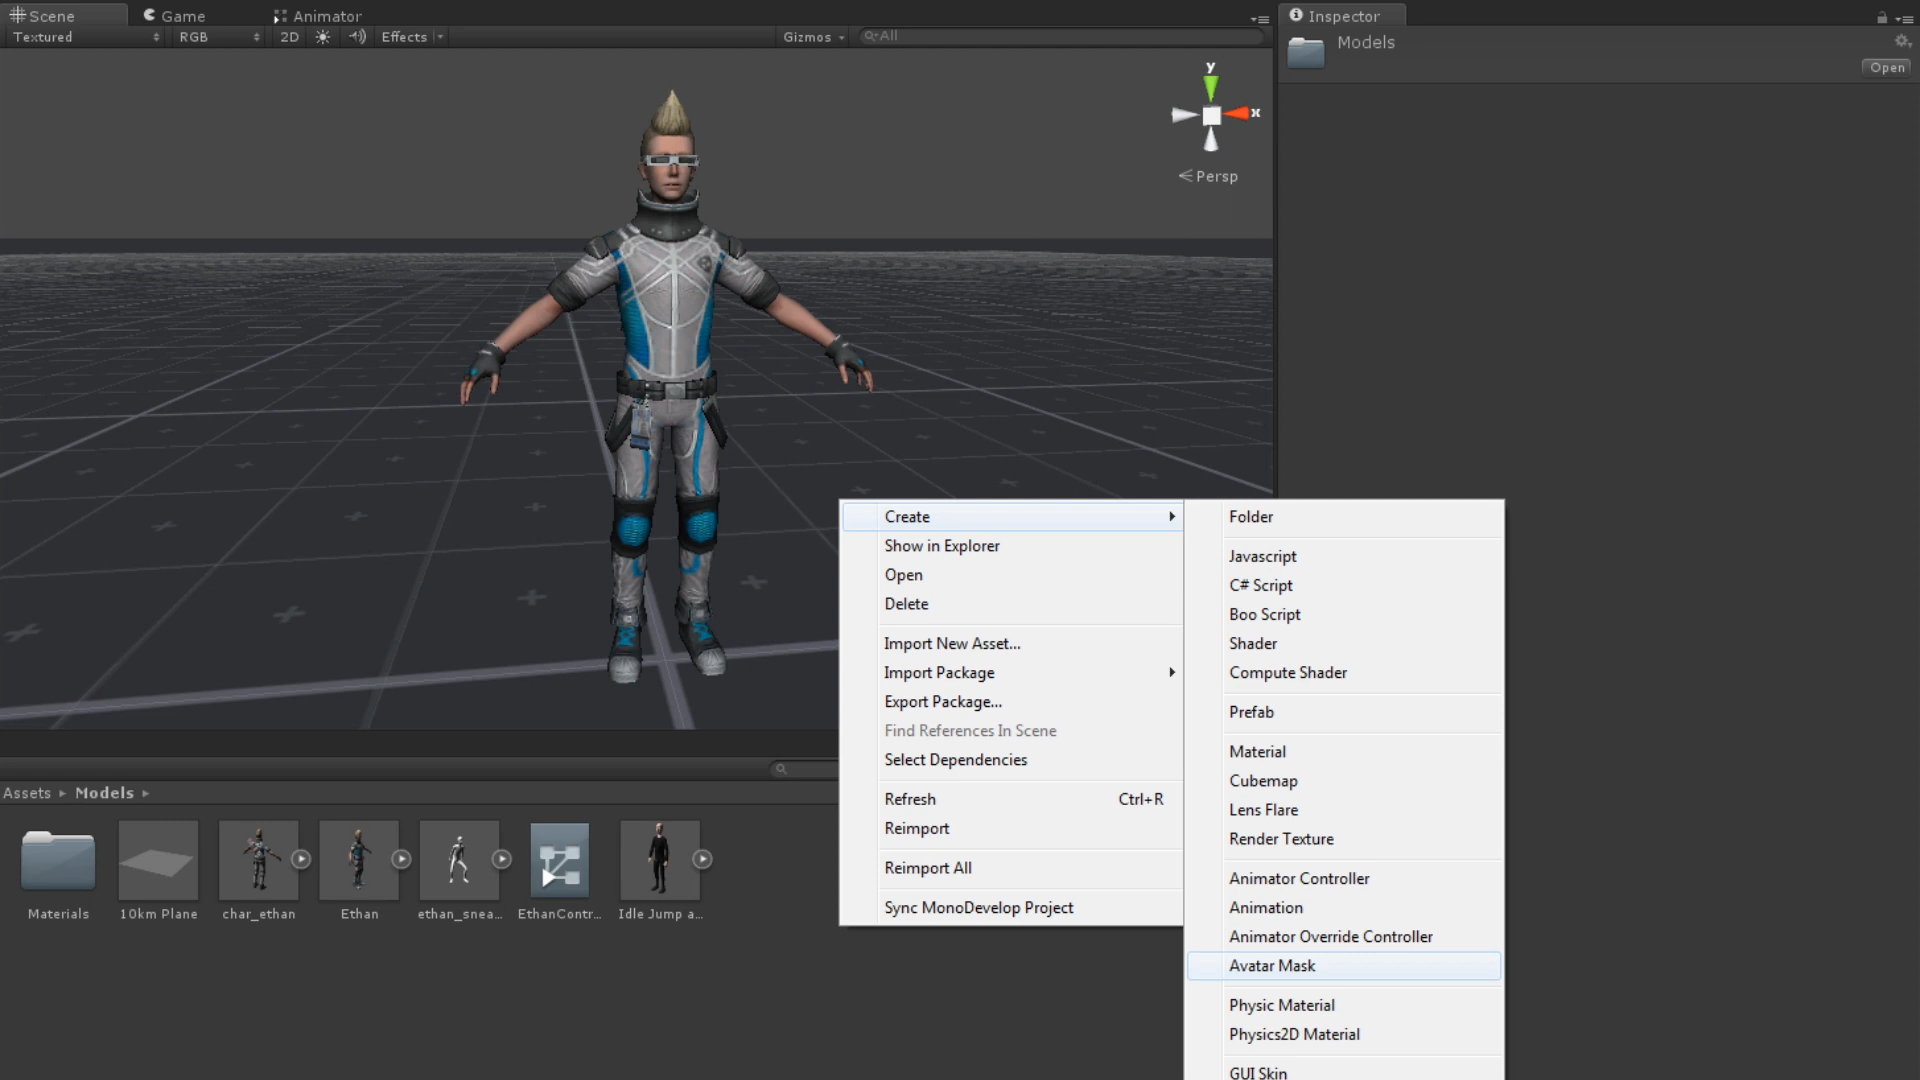 Scene
Game
Animator
Inspector
Textured
RGB
2D
Effects
Gizmos
All
Models
Open
y
x
Persp
Create
Show in Explorer
Open
Delete
Import New Asset...
Import Package
Export Package...
Find References In Scene
Select Dependencies
Refresh Ctrl+R
Reimport
Reimport All
Sync MonoDevelop Project
Folder
Javascript
C# Script
Boo Script
Shader
Compute Shader
Prefab
Material
Cubemap
Lens Flare
Render Texture
Animator Controller
Animation
Animator Override Controller
Avatar Mask
Physic Material
Physics2D Material
GUI Skin
Assets
Models
Materials
10km Plane
char_ethan
Ethan
ethan_snea...
EthanContr...
Idle Jump a...